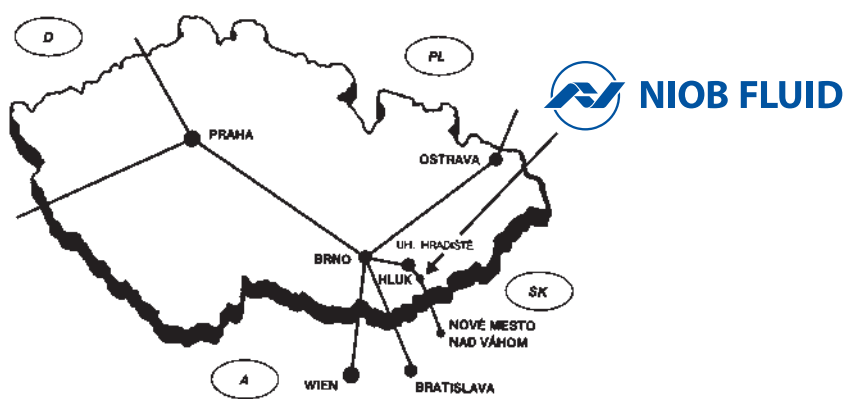 D
PL
NIOB FLUID
PRAHA
OSTRAVA
UH. HRADIŠTĚ
BRNO
HLUK
SK
NOVÉ MESTO
NAD VÁHOM
A
WIEN
BRATISLAVA